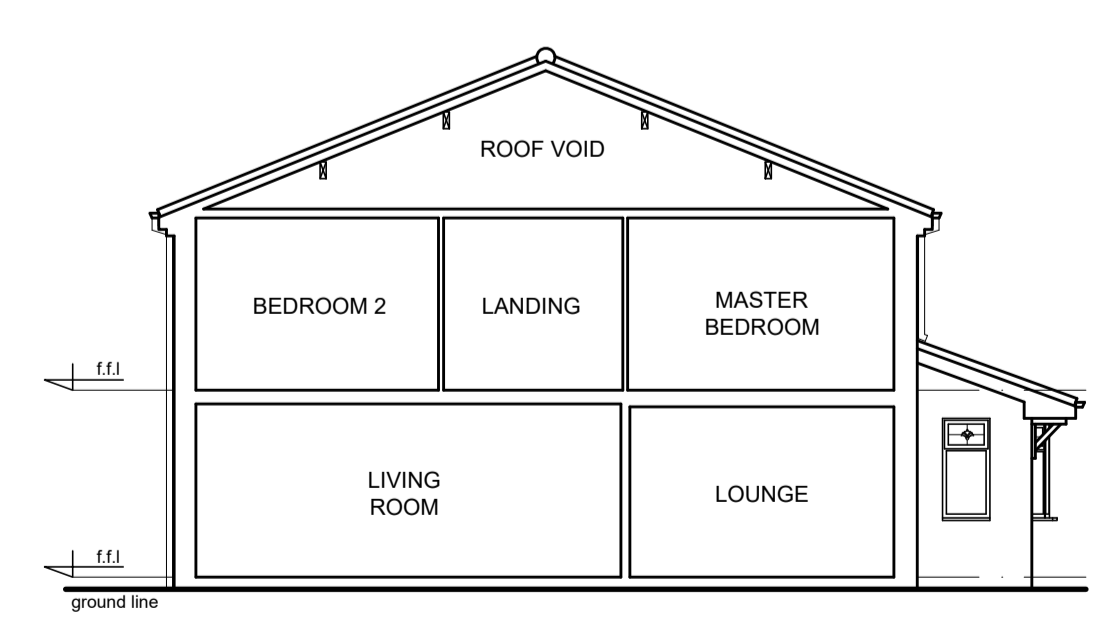 ROOF VOID
BEDROOM 2
LANDING
MASTER
BEDROOM
f.f.l
LIVING
ROOM
LOUNGE
f.f.l
ground line